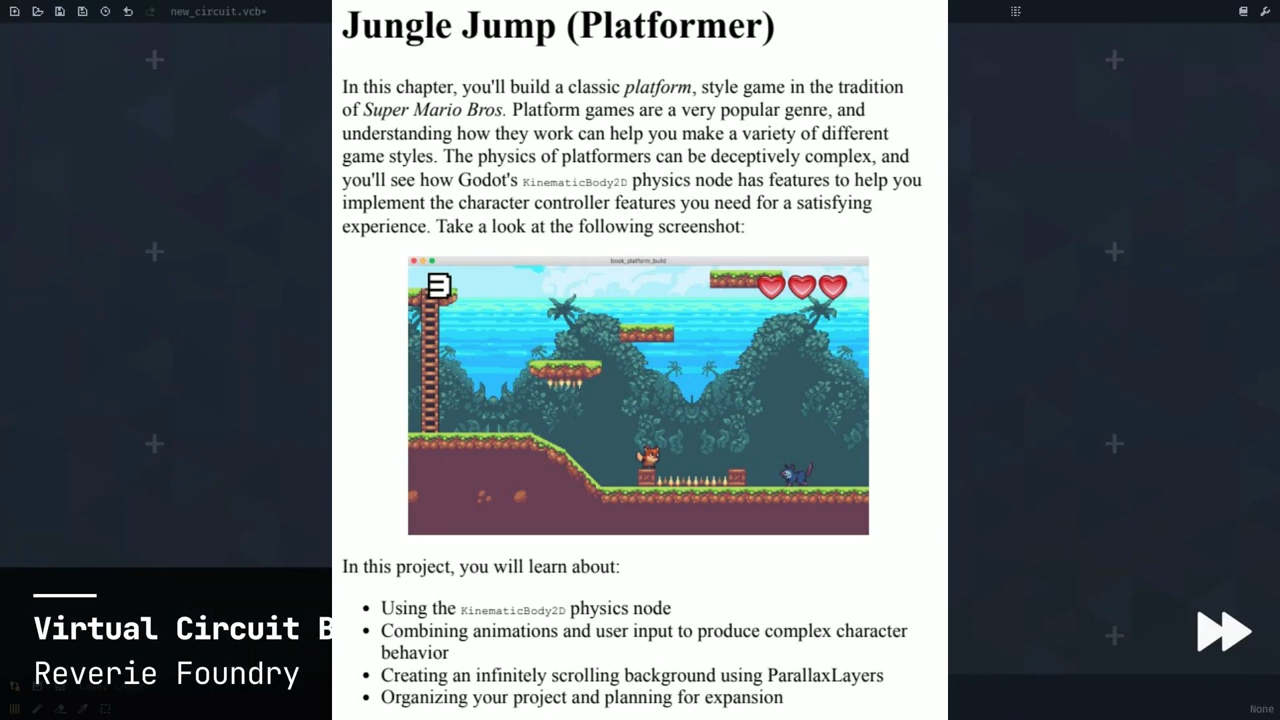 new_circuit.vcb*
Jungle Jump (Platformer)
In this chapter, you'll build a classic platform, style game in the tradition
of Super Mario Bros. Platform games are a very popular genre, and
understanding how they work can help you make a variety of different
game styles. The physics of platformers can be deceptively complex, and
you'll see how Godot's KinematicBody2D physics node has features to help you
implement the character controller features you need for a satisfying
experience. Take a look at the following screenshot:
book_platform_build
3
In this project, you will learn about:
• Using the KinematicBody2D physics node
• Combining animations and user input to produce complex character
behavior
• Creating an infinitely scrolling background using ParallaxLayers
• Organizing your project and planning for expansion
Virtual Circuit B
Reverie Foundry
None